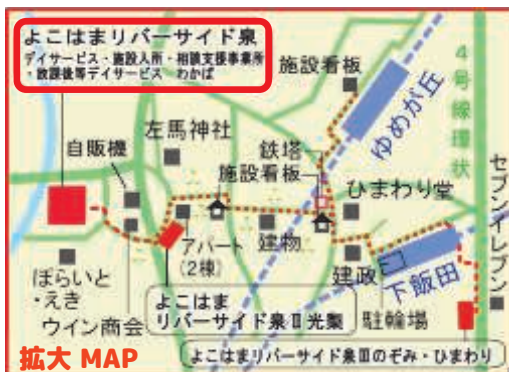 よこはまリバーサイド泉
デイサービス・施設入所・相談支援事業所
・放課後等デイサービス わかば
施設看板
4号線環状
ゆめが丘
左馬神社
自販機
鉄塔
施設看板
ひまわり堂
セブンイレブン
アパート
(2棟)
建物
建政
下飯田
ほらいと
・えき
ウイン商会
よこはま
リバーサイド泉Ⅱ光梨
駐輪場
拡大 MAP
よこはまリバーサイド泉Ⅲのぞみ・ひまわり